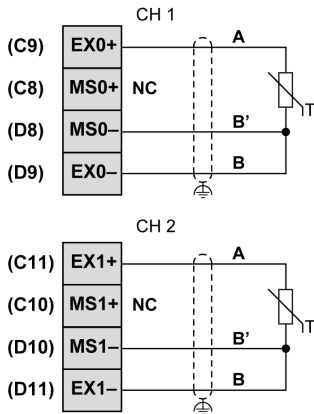 CH 1
(C9) EX0+ A
(C8) MS0+ NC
T
(D8) MS0– B'
(D9) EX0– B
CH 2
(C11) EX1+ A
(C10) MS1+ NC
T
(D10) MS1– B'
(D11) EX1– B